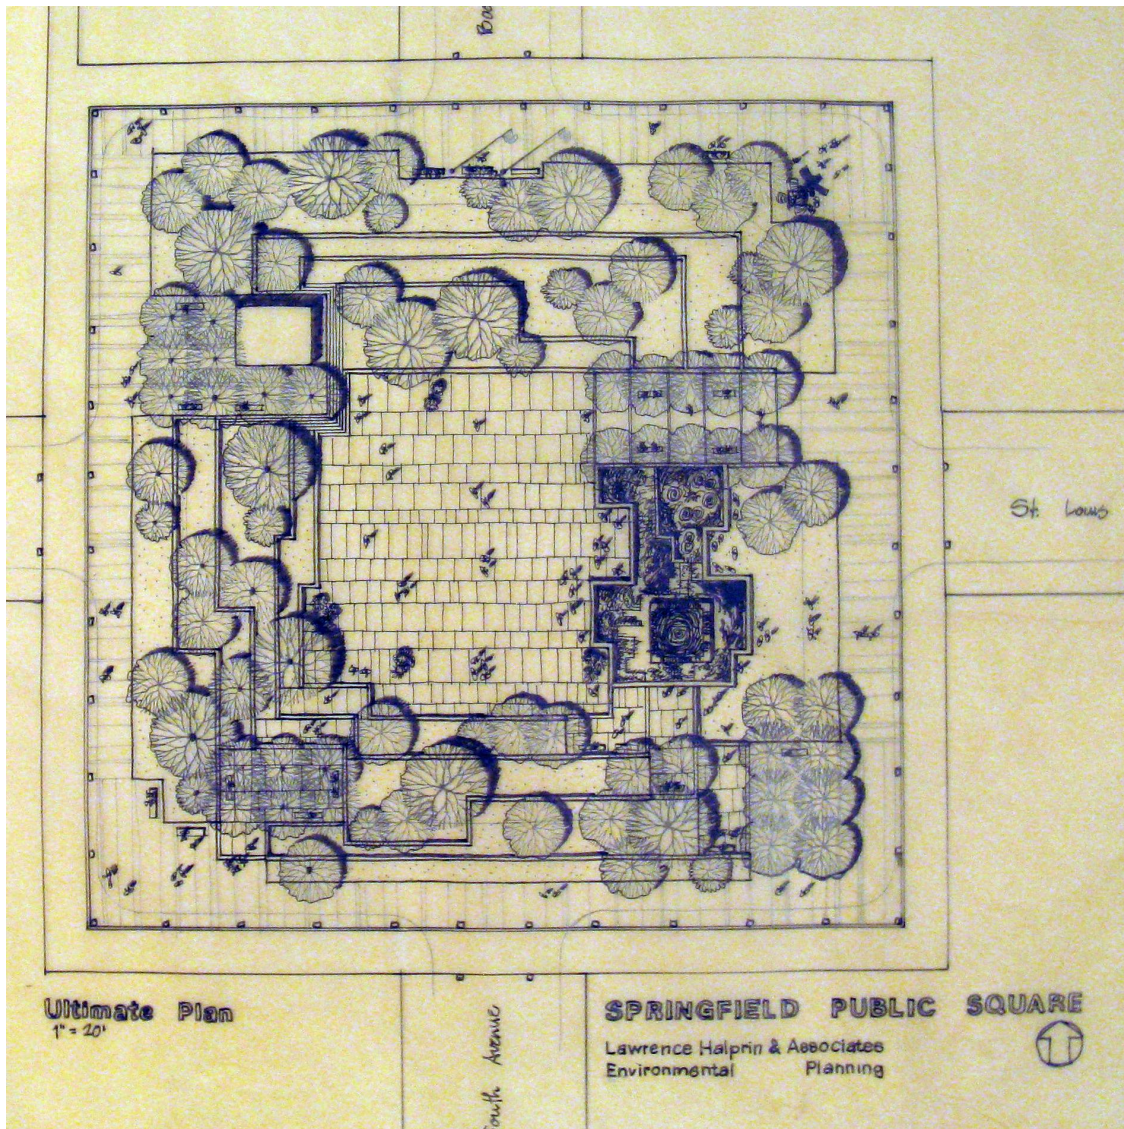 St. Louis
Ultimate Plan
1" = 20'
South Avenue
SPRINGFIELD PUBLIC SQUARE
Lawrence Halprin & Associates
Environmental Planning